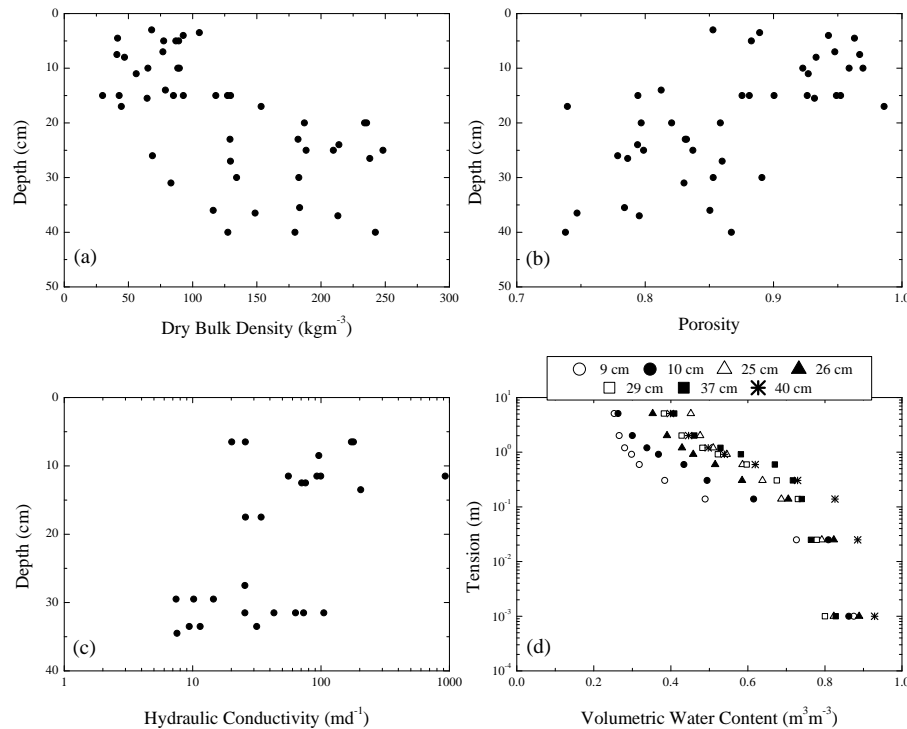 0
10
20
30
40
50
Depth (cm)
(a)
0 50 100 150 200 250 300
Dry Bulk Density (kgm⁻³)
0
10
20
30
40
50
Depth (cm)
(b)
0.7 0.8 0.9 1.0
Porosity
0
10
20
30
40
Depth (cm)
(c)
1 10 100 1000
Hydraulic Conductivity (md⁻¹)
9 cm 10 cm 25 cm 26 cm
29 cm 37 cm 40 cm
10¹
10⁰
10⁻¹
10⁻²
10⁻³
10⁻⁴
Tension (m)
(d)
0.0 0.2 0.4 0.6 0.8 1.0
Volumetric Water Content (m³m⁻³)